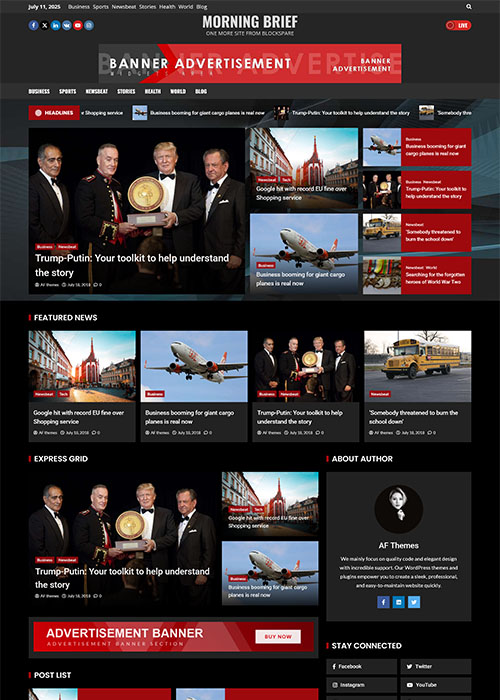 July 11, 2025 Business Sports Newsbeat Stories Health World Blog
MORNING BRIEF
ONE MORE SITE FROM BLOCKSPARE
LIVE
BANNER ADVERTISEMENT
BANNER
ADVERTISEMENT
BUSINESS SPORTS NEWSBEAT STORIES HEALTH WORLD BLOG
HEADLINES
Shopping service
Business booming for giant cargo planes is real now
Trump-Putin: Your toolkit to help understand the story
'Somebody
Business Newsbeat
Trump-Putin: Your toolkit to help understand
the story
AF themes July 18, 2018 0
Newsbeat Tech
Google hit with record EU fine over
Shopping service
Business
Business booming for giant cargo
planes is real now
Business
Business booming for giant
cargo planes is real now
Business Newsbeat
Trump-Putin: Your toolkit to
help understand the story
Newsbeat
'Somebody threatened to
burn the school down'
Newsbeat World
Searching for the forgotten
heroes of World War Two
FEATURED NEWS
Newsbeat Tech
Google hit with record EU fine over
Shopping service
AF themes July 18, 2018 0
Business
Business booming for giant cargo
planes is real now
AF themes July 18, 2018 0
Business Newsbeat
Trump-Putin: Your toolkit to help
understand the story
AF themes July 18, 2018 0
Newsbeat
'Somebody threatened to burn the
school down'
AF themes July 18, 2018 0
EXPRESS GRID
Business Newsbeat
Trump-Putin: Your toolkit to help understand
the story
AF themes July 18, 2018 0
Newsbeat Tech
Google hit with record EU fine over
Shopping service
Business
Business booming for giant cargo
planes is real now
ABOUT AUTHOR
AF Themes
We mainly focus on quality code and elegant design
with incredible support. Our WordPress themes and
plugins empower you to create a sleek, professional,
and easy-to-maintain website quickly.
ADVERTISEMENT BANNER
ADVERTISEMENT BANNER SECTION
BUY NOW
STAY CONNECTED
Facebook
Twitter
Instagram
YouTube
POST LIST